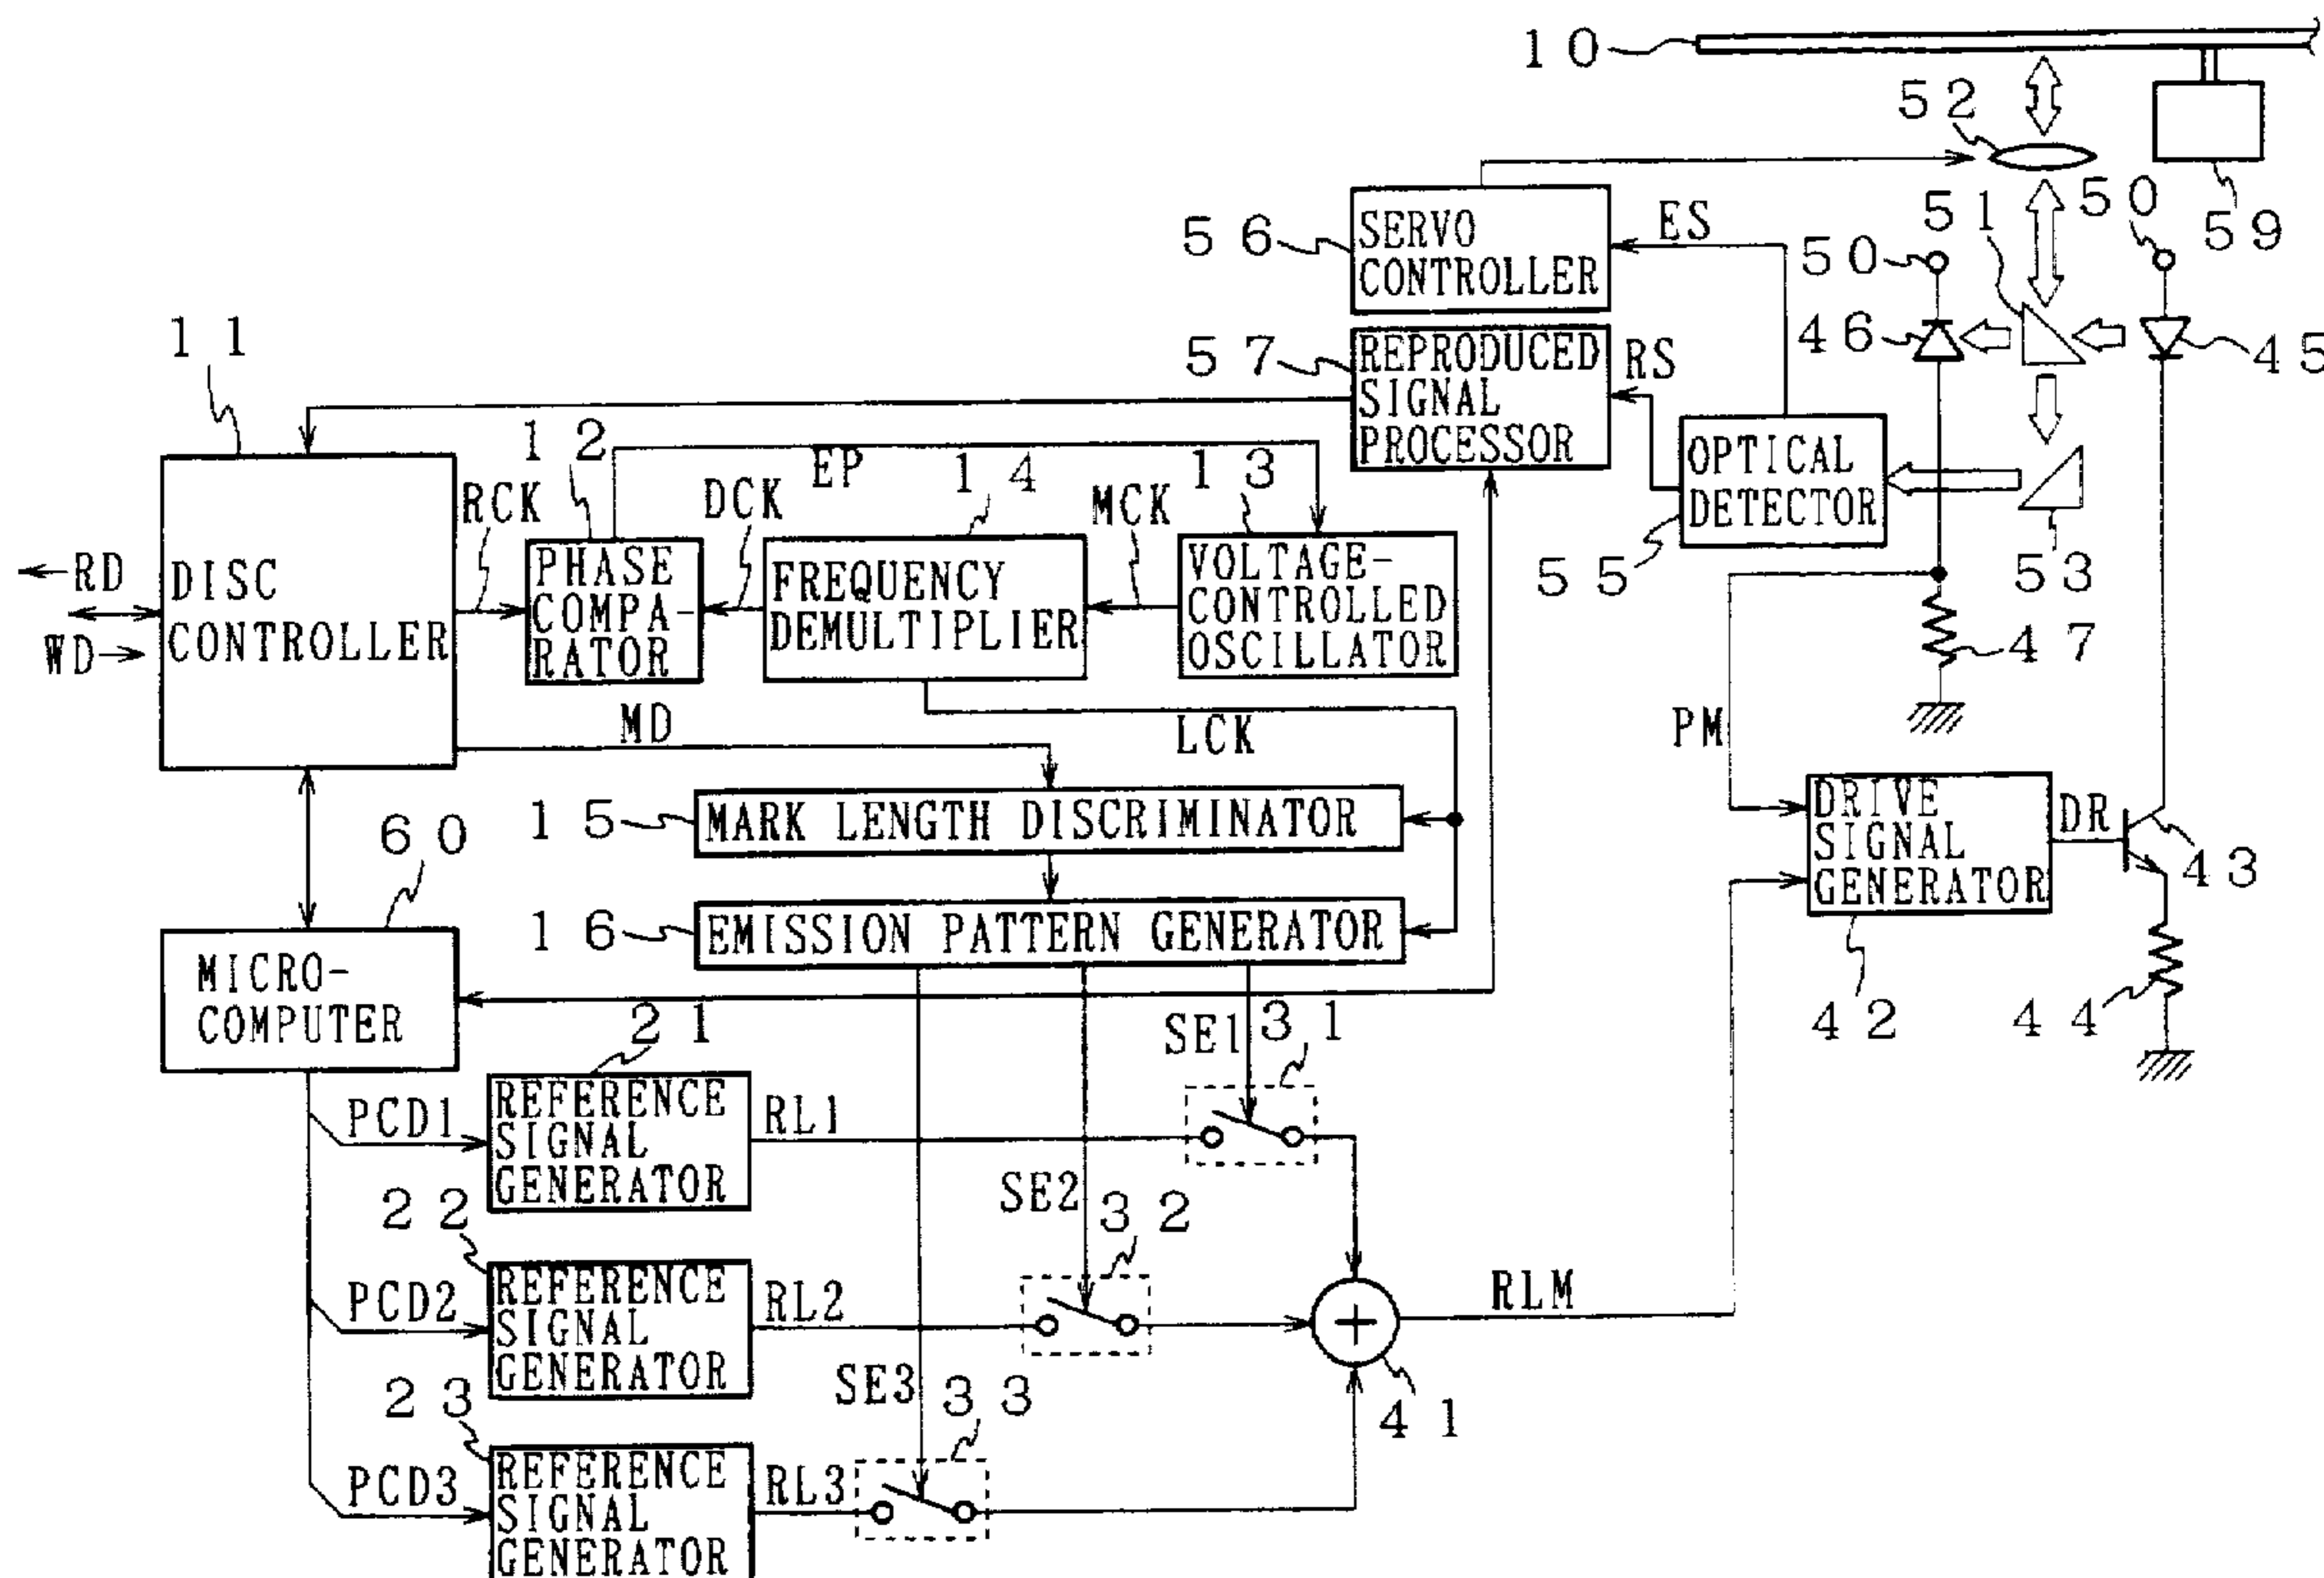 10
52
50
51
59
56
SERVO
CONTROLLER
ES
50
46
45
11
57
REPRODUCED
SIGNAL
PROCESSOR
RS
12
EP
14
13
OPTICAL
DETECTOR
RCK
DCK
MCK
RD
WD
DISC
CONTROLLER
PHASE
COMPA-
RATOR
FREQUENCY
DEMULTIPLIER
VOLTAGE-
CONTROLLED
OSCILLATOR
55
53
47
MD
LCK
PM
15
MARK LENGTH DISCRIMINATOR
DRIVE
SIGNAL
GENERATOR
DR
43
60
16
EMISSION PATTERN GENERATOR
MICRO-
COMPUTER
42
44
21
SE1
31
PCD1
REFERENCE
SIGNAL
GENERATOR
RL1
SE2
32
22
PCD2
REFERENCE
SIGNAL
GENERATOR
RL2
RLM
SE3
33
41
23
PCD3
REFERENCE
SIGNAL
GENERATOR
RL3